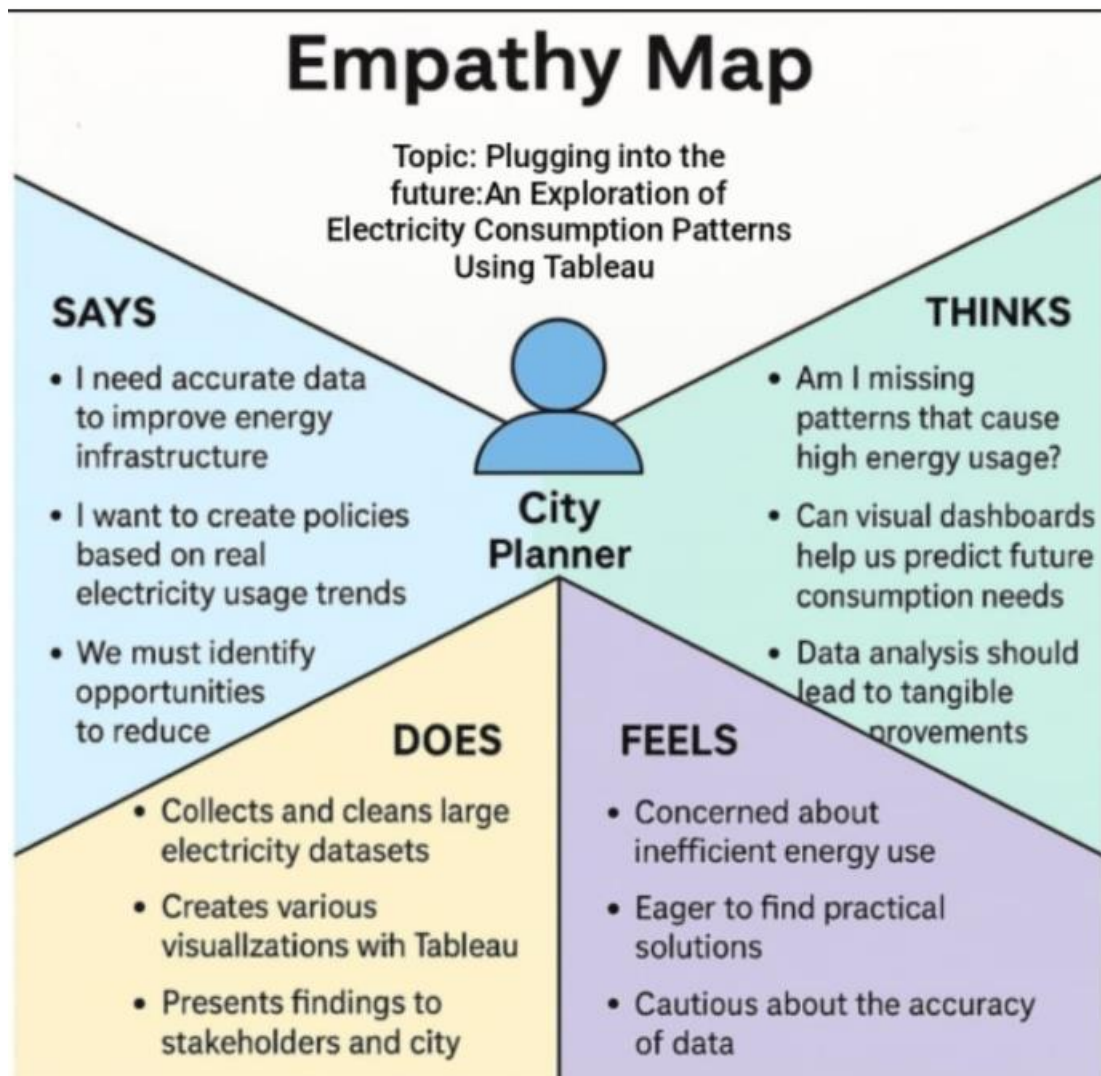 Empathy Map
Topic: Plugging into the
future:An Exploration of
Electricity Consumption Patterns
Using Tableau
SAYS
• I need accurate data
to improve energy
infrastructure
• I want to create policies
based on real
electricity usage trends
• We must identify
opportunities
to reduce
City
Planner
THINKS
• Am I missing
patterns that cause
high energy usage?
• Can visual dashboards
help us predict future
consumption needs
• Data analysis should
lead to tangible
provements
DOES
• Collects and cleans large
electricity datasets
• Creates various
visuallzations wih Tableau
• Presents findings to
stakeholders and city
FEELS
• Concerned about
inefficient energy use
• Eager to find practical
solutions
• Cautious about the accuracy
of data